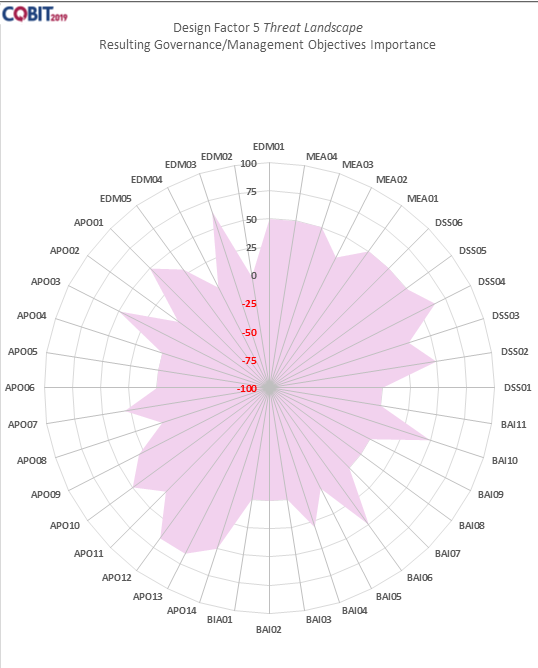 COBIT 2019
Design Factor 5 Threat Landscape
Resulting Governance/Management Objectives Importance
EDM01
EDM02
MEA04
EDM03
100
MEA03
EDM04
MEA02
EDM05
75
MEA01
APO01
50
DSS06
APO02
25
DSS05
APO03
0
DSS04
APO04
-25
DSS03
APO05
-50
DSS02
-75
APO06
-100
DSS01
APO07
BAI11
APO08
BAI10
APO09
BAI09
APO10
BAI08
APO11
BAI07
APO12
BAI06
APO13
BAI05
APO14
BAI04
BIA01
BAI03
BAI02